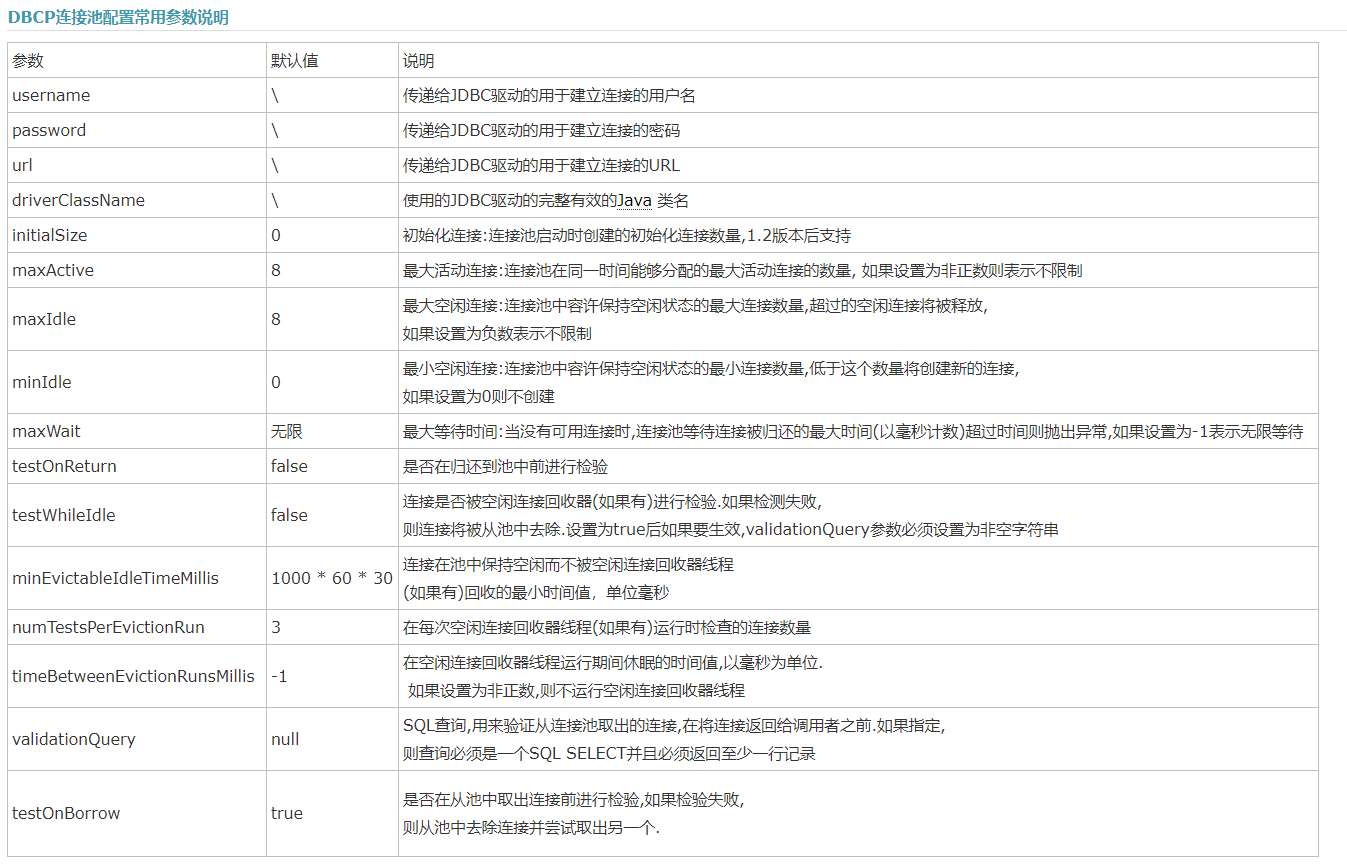 DBCP连接池配置常用参数说明
参数 默认值 说明
username \ 传递给JDBC驱动的用于建立连接的用户名
password \ 传递给JDBC驱动的用于建立连接的密码
url \ 传递给JDBC驱动的用于建立连接的URL
driverClassName \ 使用的JDBC驱动的完整有效的Java 类名
initialSize 0 初始化连接:连接池启动时创建的初始化连接数量,1.2版本后支持
maxActive 8 最大活动连接:连接池在同一时间能够分配的最大活动连接的数量, 如果设置为非正数则表示不限制
maxIdle 8 最大空闲连接:连接池中容许保持空闲状态的最大连接数量,超过的空闲连接将被释放,
如果设置为负数表示不限制
minIdle 0 最小空闲连接:连接池中容许保持空闲状态的最小连接数量,低于这个数量将创建新的连接,
如果设置为0则不创建
maxWait 无限 最大等待时间:当没有可用连接时,连接池等待连接被归还的最大时间(以毫秒计数)超过时间则抛出异常,如果设置为-1表示无限等待
testOnReturn false 是否在归还到池中前进行检验
testWhileIdle false 连接是否被空闲连接回收器(如果有)进行检验.如果检测失败,
则连接将被从池中去除.设置为true后如果要生效,validationQuery参数必须设置为非空字符串
minEvictableIdleTimeMillis 1000 * 60 * 30 连接在池中保持空闲而不被空闲连接回收器线程
(如果有)回收的最小时间值，单位毫秒
numTestsPerEvictionRun 3 在每次空闲连接回收器线程(如果有)运行时检查的连接数量
timeBetweenEvictionRunsMillis -1 在空闲连接回收器线程运行期间休眠的时间值,以毫秒为单位.
如果设置为非正数,则不运行空闲连接回收器线程
validationQuery null SQL查询,用来验证从连接池取出的连接,在将连接返回给调用者之前.如果指定,
则查询必须是一个SQL SELECT并且必须返回至少一行记录
testOnBorrow true 是否在从池中取出连接前进行检验,如果检验失败,
则从池中去除连接并尝试取出另一个.